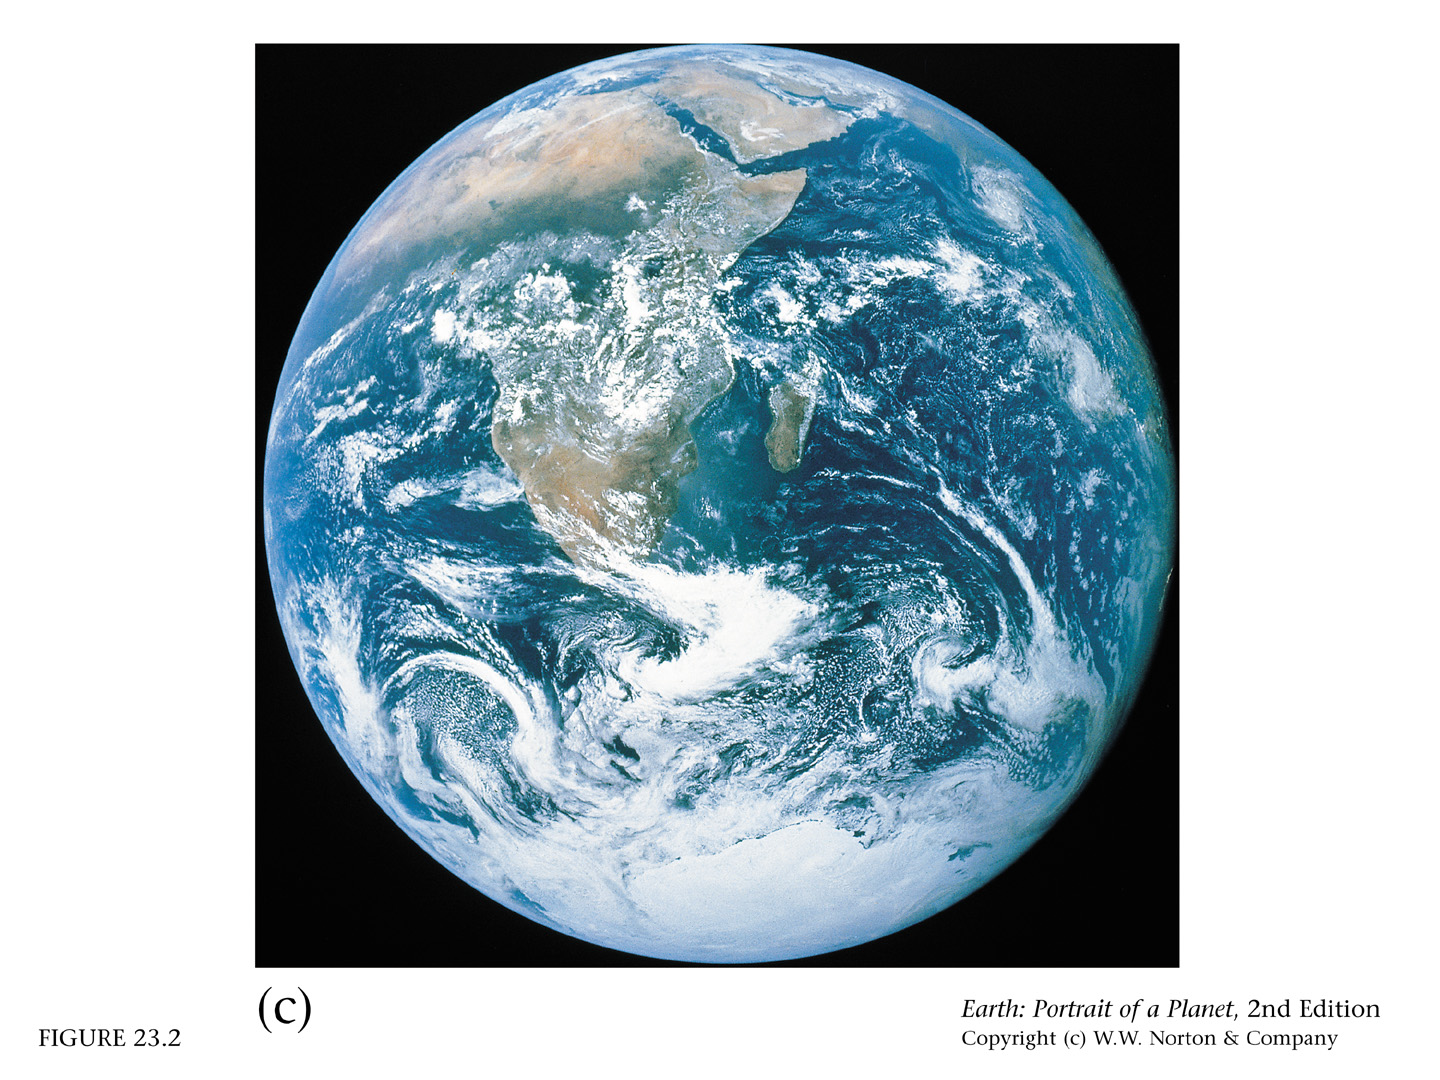 (c)
FIGURE 23.2
Earth: Portrait of a Planet, 2nd Edition
Copyright (c) W.W. Norton & Company